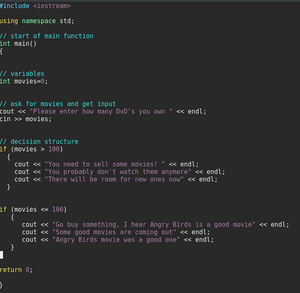 #include <iostream>
using namespace std;
// start of main function
int main()
{
// variables
int movies=0;
// ask for movies and get input
cout << "Please enter how many DvD's you own " << endl;
cin >> movies;
// decision structure
if (movies > 100)
{
cout << "You need to sell some movies! " << endl;
cout << "You probably don't watch them anymore" << endl;
cout << "There will be room for new ones now" << endl;
}
if (movies <= 100)
{
cout << "Go buy something, I hear Angry Birds is a good movie" << endl;
cout << "Some good movies are coming out" << endl;
cout << "Angry Birds movie was a good one" << endl;
}
return 0;
}